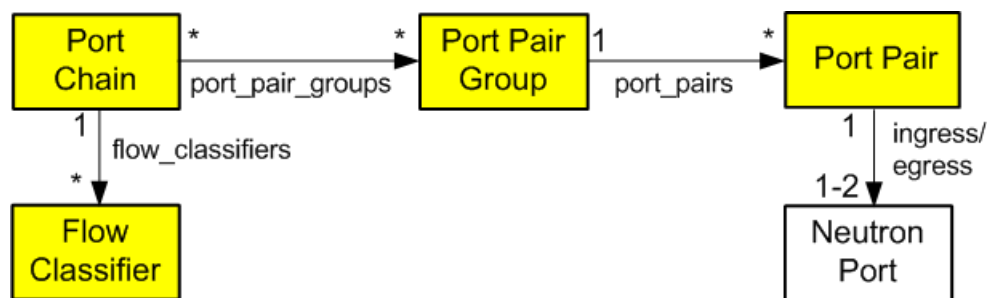 Port
Chain
*
*
port_pair_groups
Port Pair
Group
1
*
port_pairs
Port Pair
1
flow_classifiers
*
1
ingress/
egress
1-2
Flow
Classifier
Neutron
Port